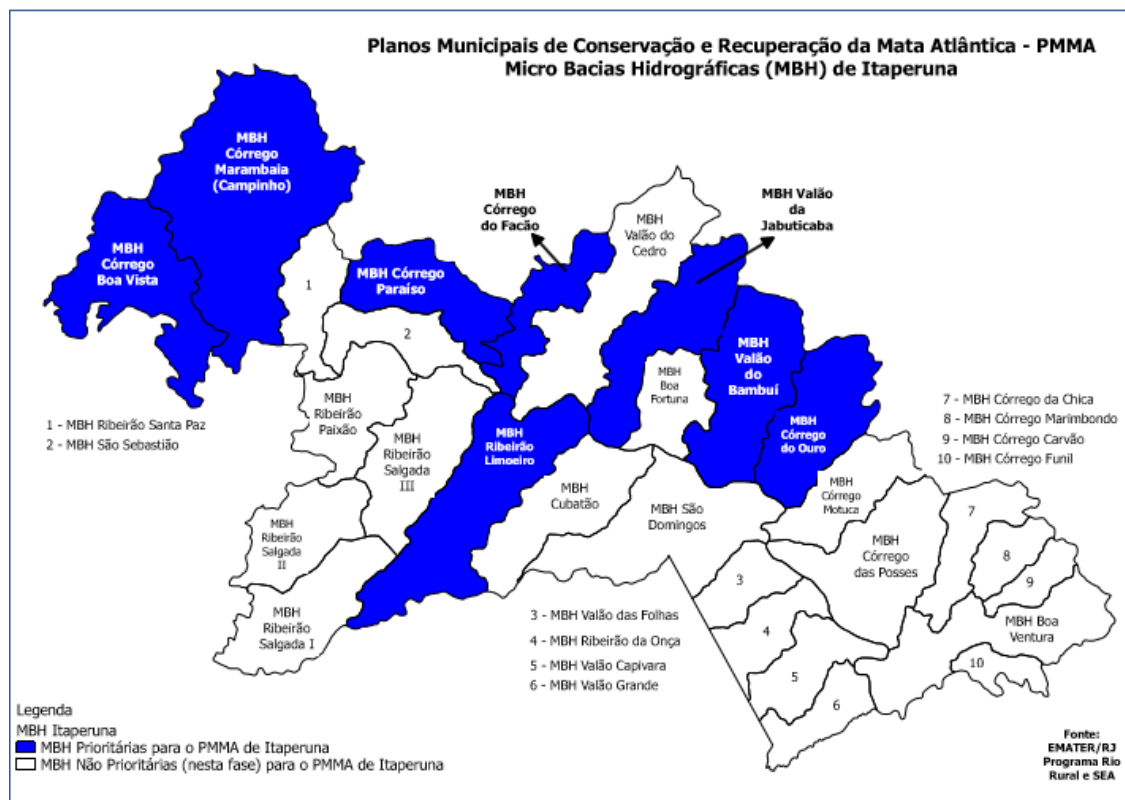 Planos Municipais de Conservação e Recuperação da Mata Atlântica - PMMA
Micro Bacias Hidrográficas (MBH) de Itaperuna
MBH
Córrego
Marambaia
(Campinho)
MBH
Córrego
Boa Vista
1
MBH Córrego
Paraíso
2
MBH
Córrego
do Facão
MBH
Valão do
Cedro
MBH Valão
da
Jabuticaba
MBH
Valão
do
Bambuí
MBH
Boa
Fortuna
MBH
Córrego
do Ouro
MBH
Ribeirão
Paixão
MBH
Ribeirão
Salgada
III
MBH
Ribeirão
Limoeiro
MBH
Cubatão
MBH São
Domingos
MBH
Córrego
Motuca
MBH
Córrego
das Posses
MBH
Ribeirão
Salgada
II
MBH
Ribeirão
Salgada I
3
4
5
6
7
8
9
MBH Boa
Ventura
10
1 - MBH Ribeirão Santa Paz
2 - MBH São Sebastião
7 - MBH Córrego da Chica
8 - MBH Córrego Marimbondo
9 - MBH Córrego Carvão
10 - MBH Córrego Funil
3 - MBH Valão das Folhas
4 - MBH Ribeirão da Onça
5 - MBH Valão Capivara
6 - MBH Valão Grande
Legenda
MBH Itaperuna
MBH Prioritárias para o PMMA de Itaperuna
MBH Não Prioritárias (nesta fase) para o PMMA de Itaperuna
Fonte:
EMATER/RJ
Programa Rio
Rural e SEA